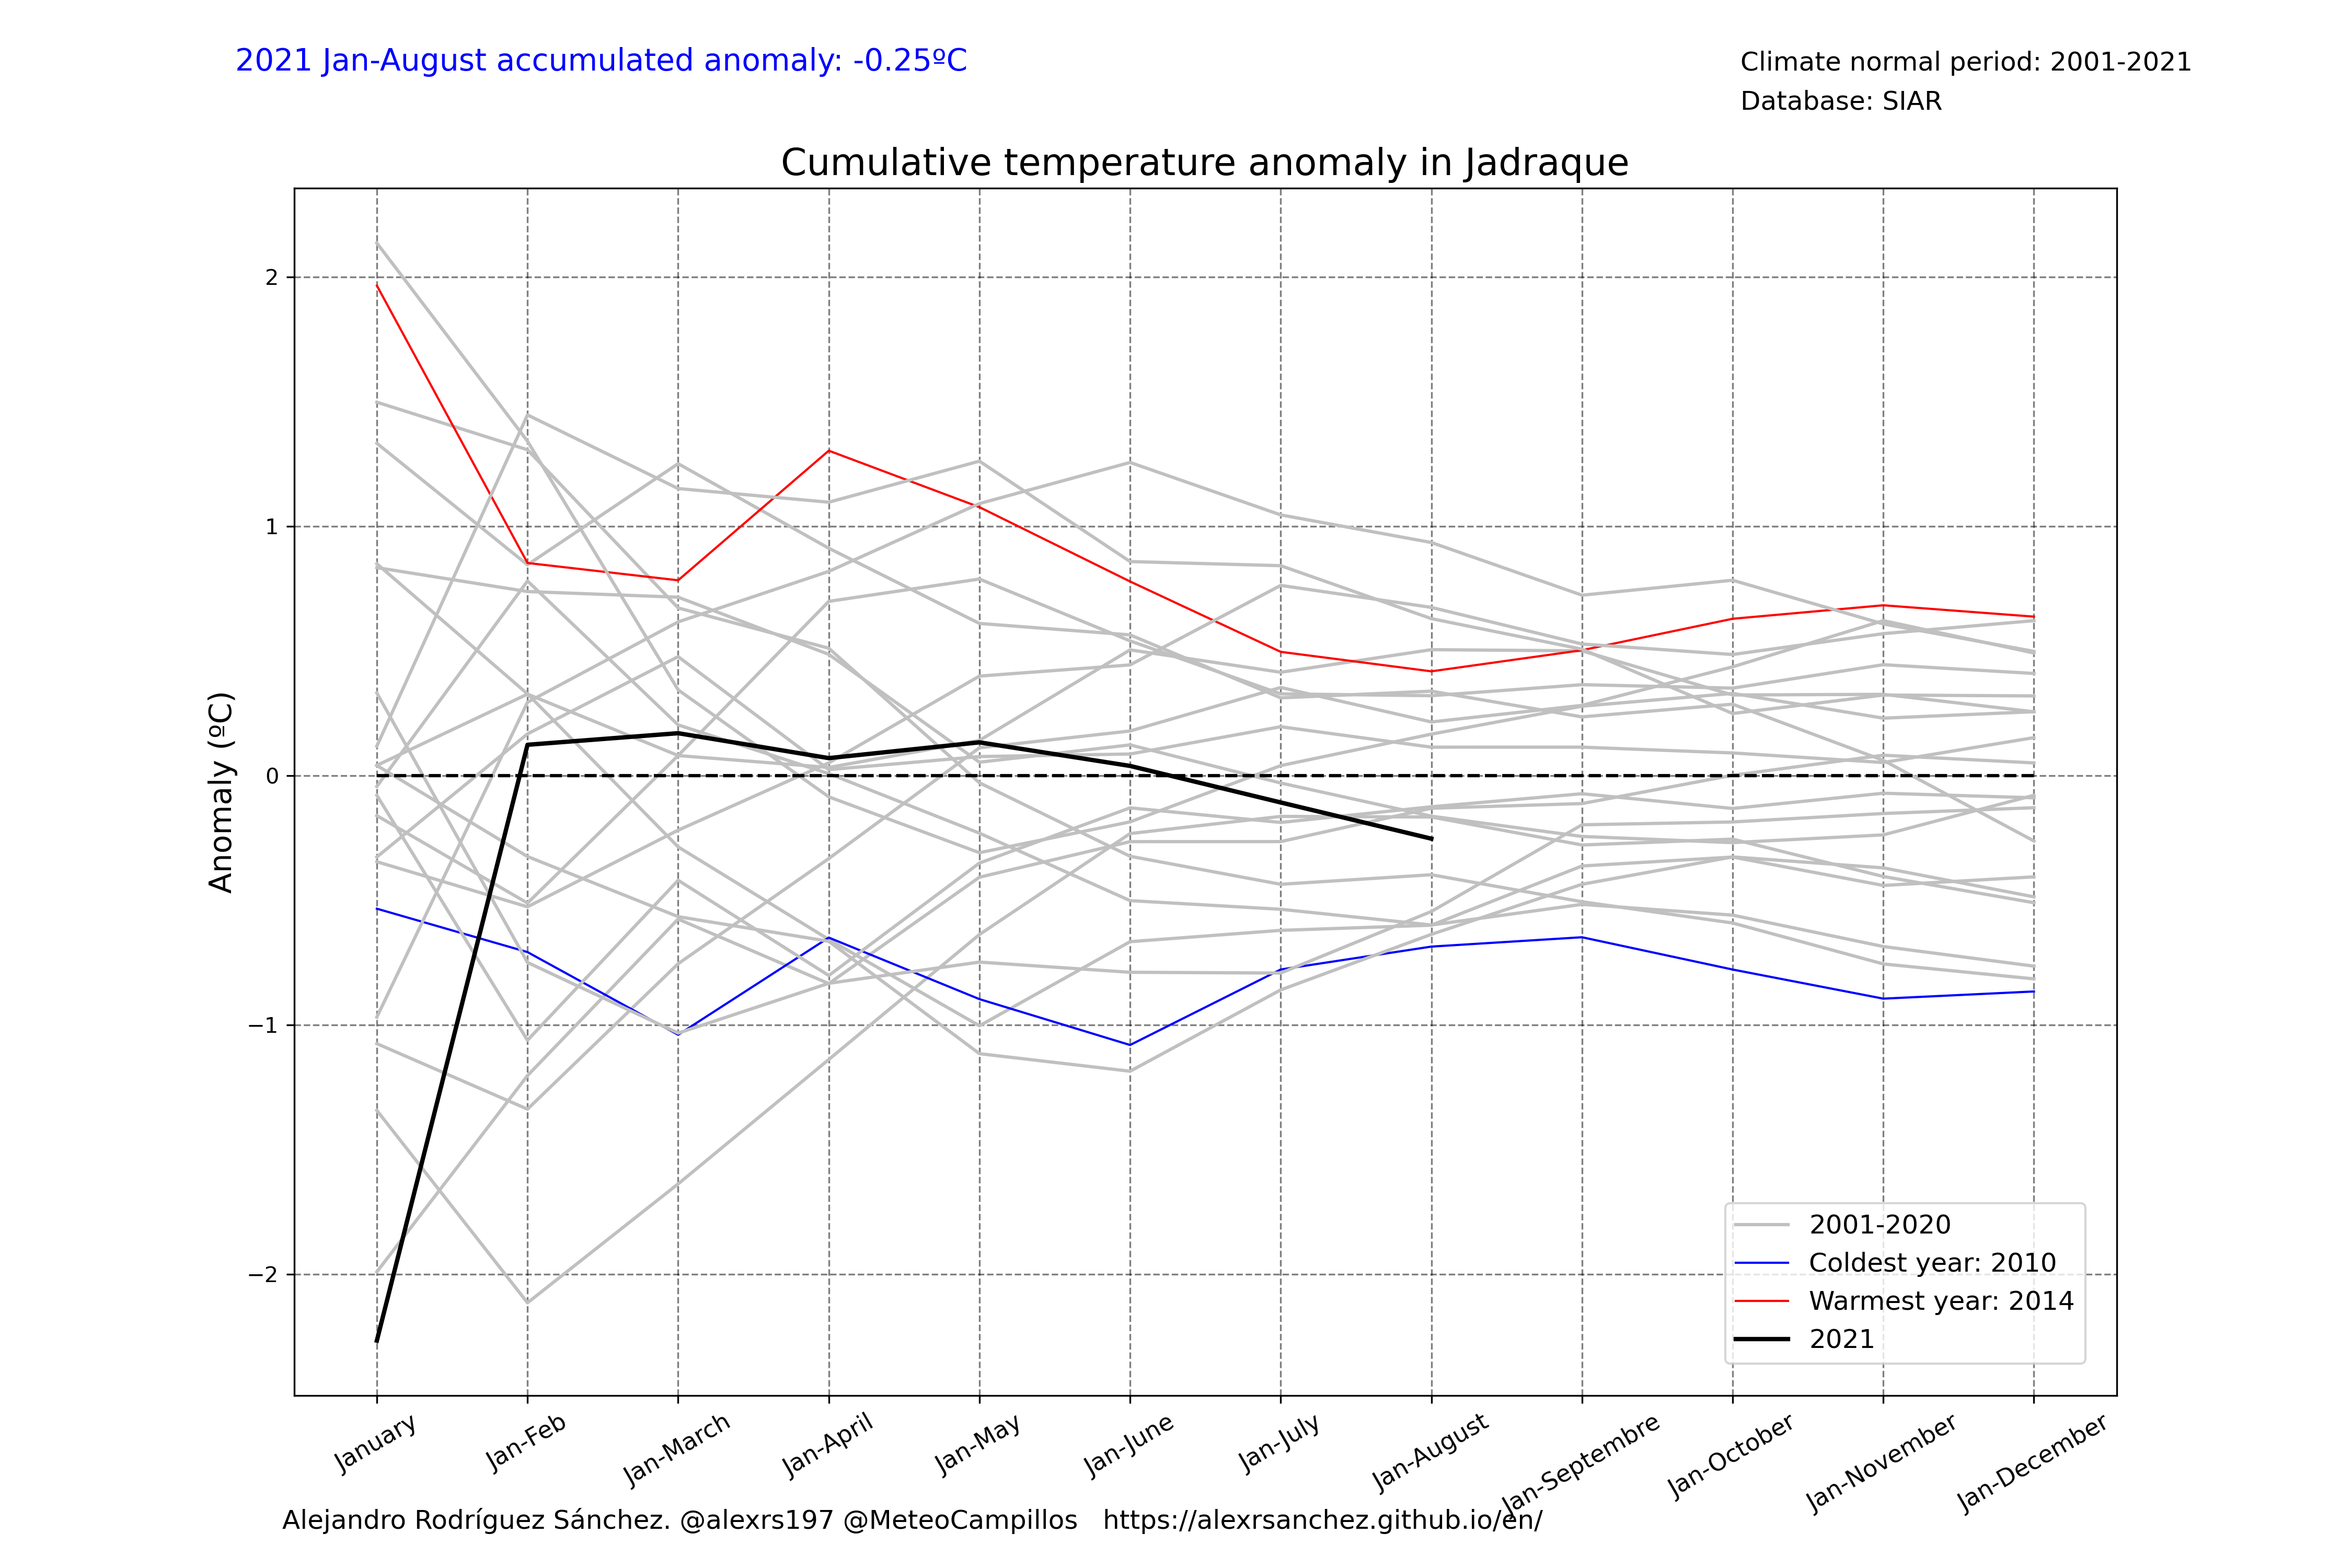 2021 Jan-August accumulated anomaly: -0.25ºC
Climate normal period: 2001-2021
Database: SIAR
Cumulative temperature anomaly in Jadraque
Anomaly (ºC)
2
1
0
−1
−2
2001-2020
Coldest year: 2010
Warmest year: 2014
2021
January
Jan-Feb
Jan-March
Jan-April
Jan-May
Jan-June
Jan-July
Jan-August
Jan-Septembre
Jan-October
Jan-November
Jan-December
Alejandro Rodríguez Sánchez. @alexrs197 @MeteoCampillos   https://alexrsanchez.github.io/en/